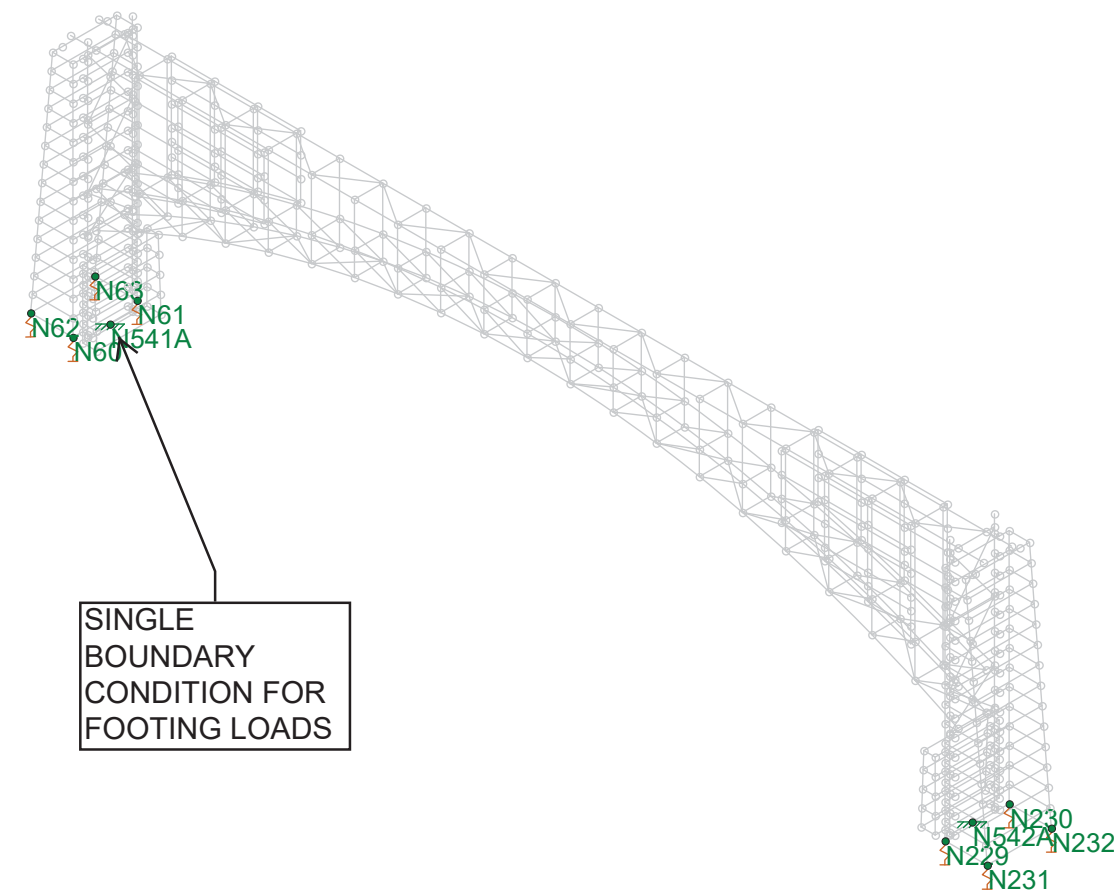 N63
N61
N62
N541A
N60
SINGLE
BOUNDARY
CONDITION FOR
FOOTING LOADS
N230
N542A
N232
N229
N231